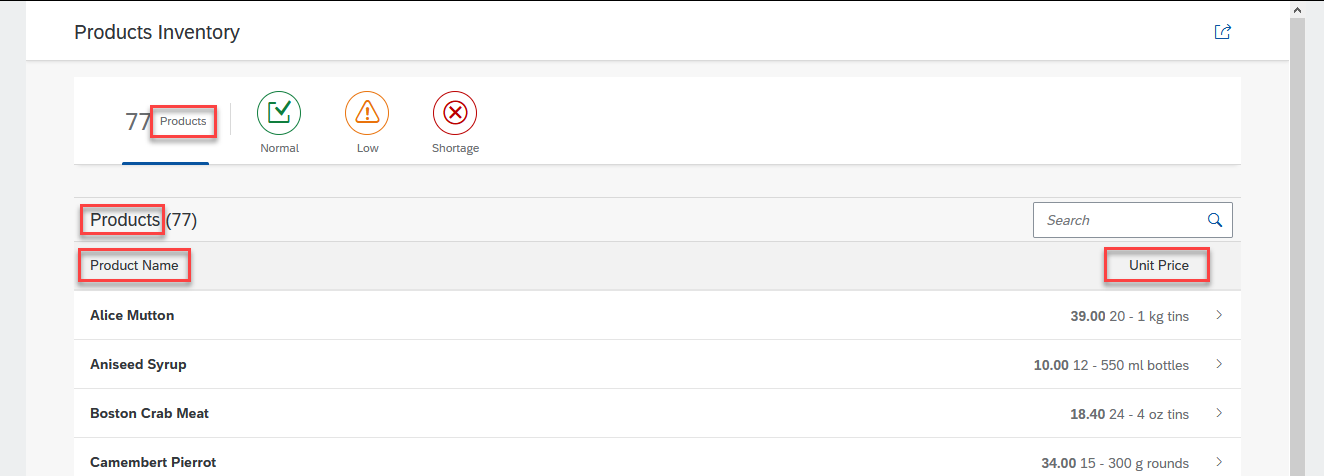 Products Inventory
77 Products
Normal
Low
Shortage
Products (77)
Search
Product Name
Unit Price
Alice Mutton
39.00 20 - 1 kg tins
Aniseed Syrup
10.00 12 - 550 ml bottles
Boston Crab Meat
18.40 24 - 4 oz tins
Camembert Pierrot
34.00 15 - 300 g rounds